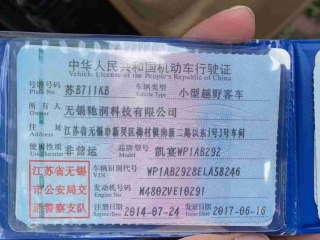 中华人民共和国机动车行驶证
Vehicle License of the People's Republic of China
号牌号码 苏B711KB 车辆类型 小型越野客车
Plate No. Vehicle Type
所有人 无锡驰润科技有限公司
Owner
住址 江苏省无锡市新吴区梅村镇南新二路以东1号3号车间
Address
使用性质 非营运 品牌型号 凯宴WP1AB292
Use Character Model
江苏省无锡
市公安局交
通警察支队
车辆识别代号 WP1AB2928ELA58246
VIN
发动机号码 M4802VE10291
Engine No.
注册日期 2014-07-24 发证日期 2017-06-16
Register Date Issue Date